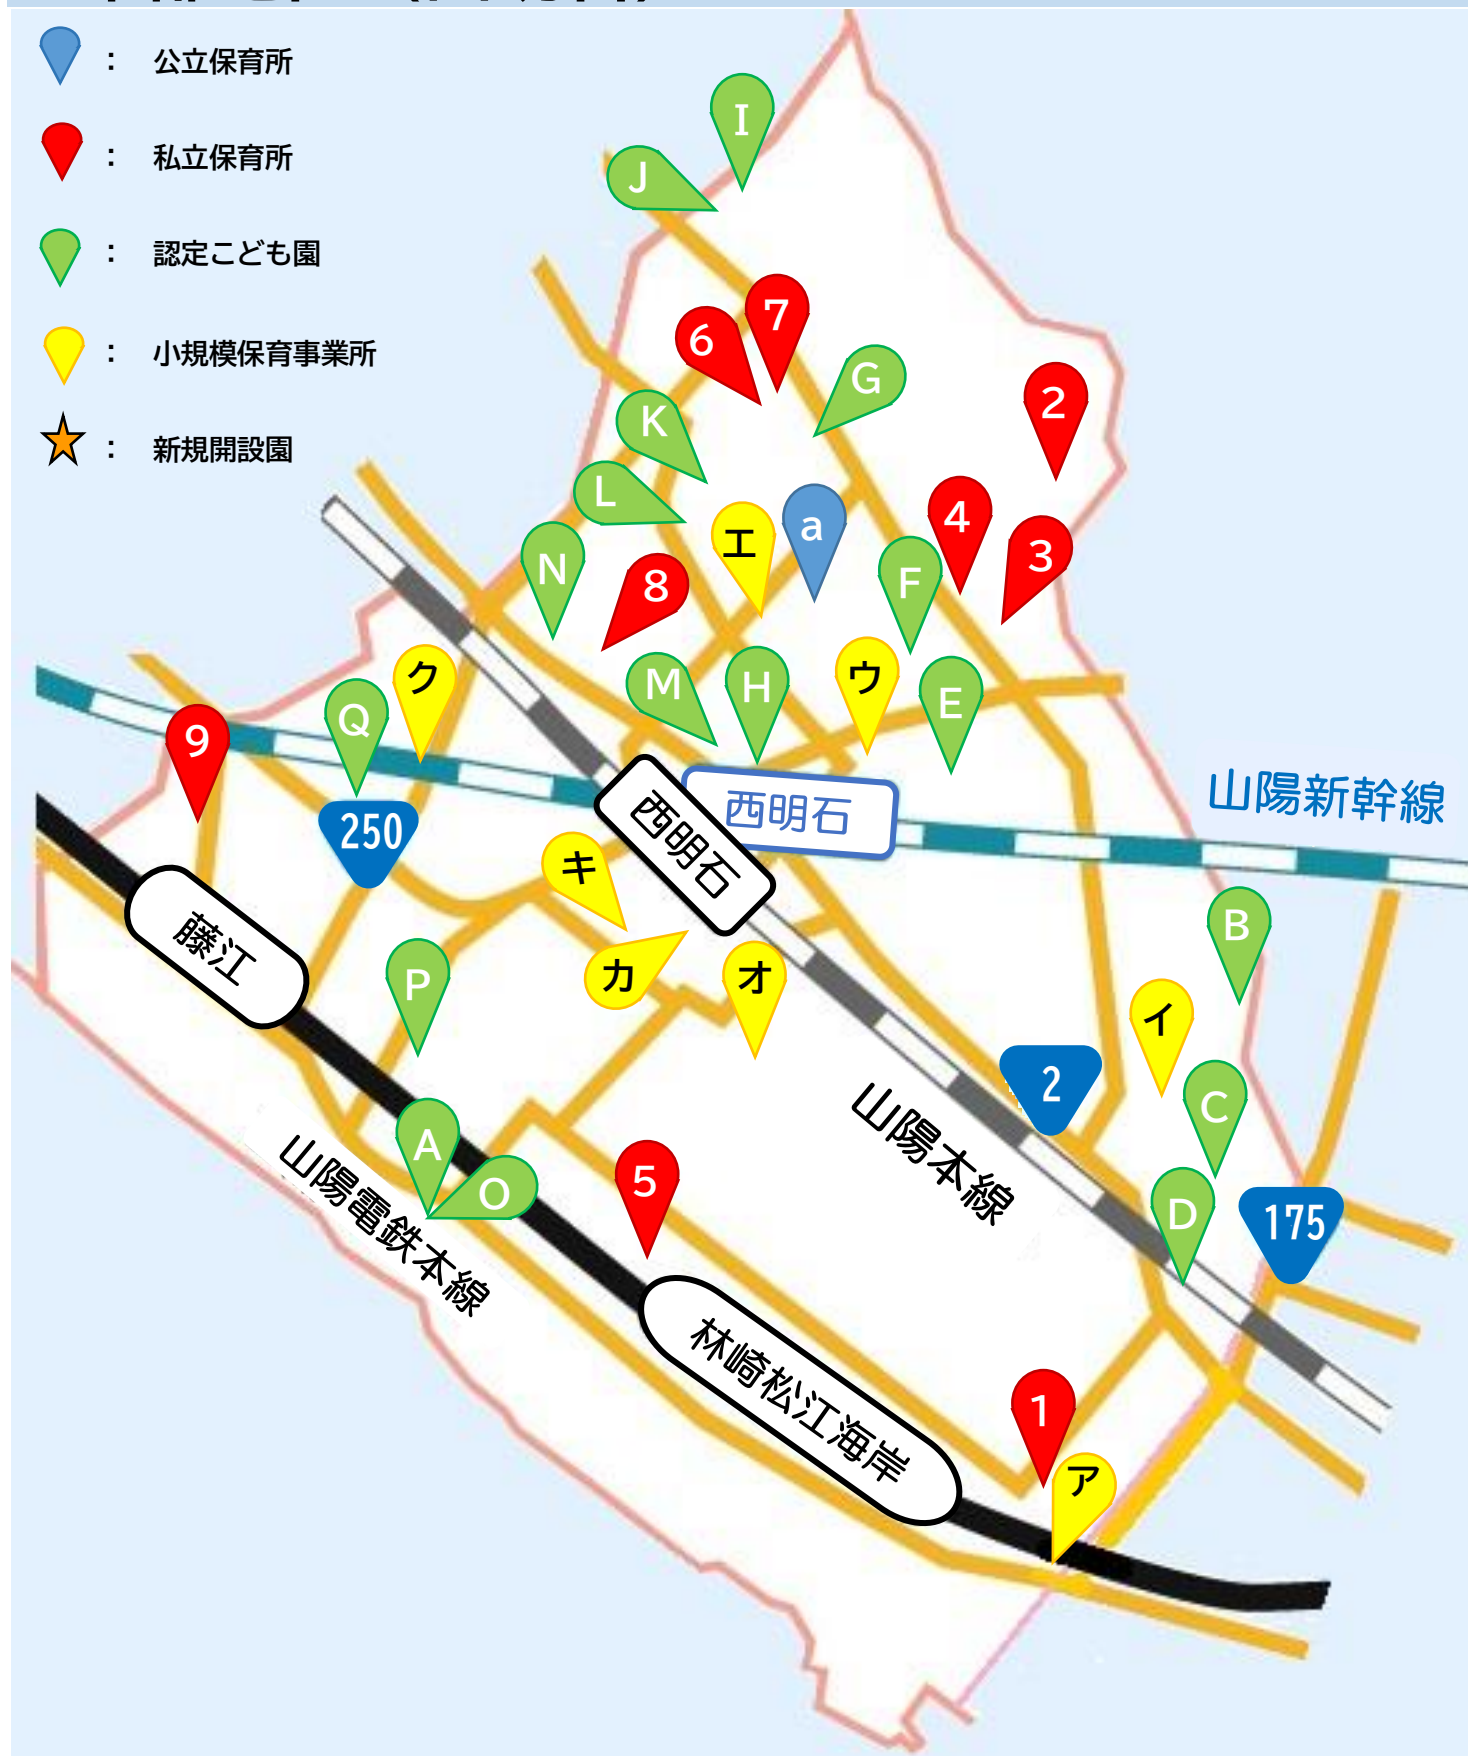 ： 公立保育所
： 私立保育所
： 認定こども園
： 小規模保育事業所
： 新規開設園
I
J
7
6
G
2
K
L
4
エ
a
3
N
F
8
ク
ウ
M
H
E
Q
9
山陽新幹線
西明石
西明石
250
キ
B
藤江
カ
オ
P
イ
2
C
山陽本線
A
O
5
D
175
山陽電鉄本線
林崎松江海岸
1
ア